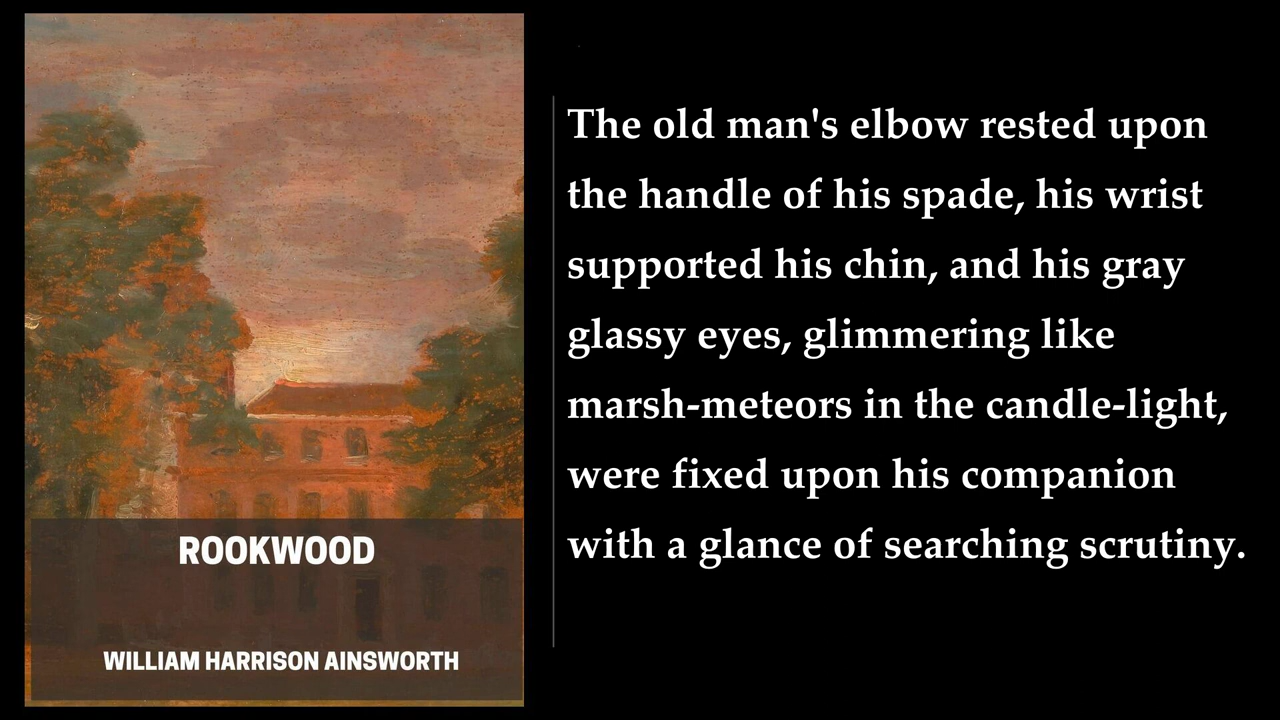 ROOKWOOD
WILLIAM HARRISON AINSWORTH
The old man's elbow rested upon
the handle of his spade, his wrist
supported his chin, and his gray
glassy eyes, glimmering like
marsh-meteors in the candle-light,
were fixed upon his companion
with a glance of searching scrutiny.